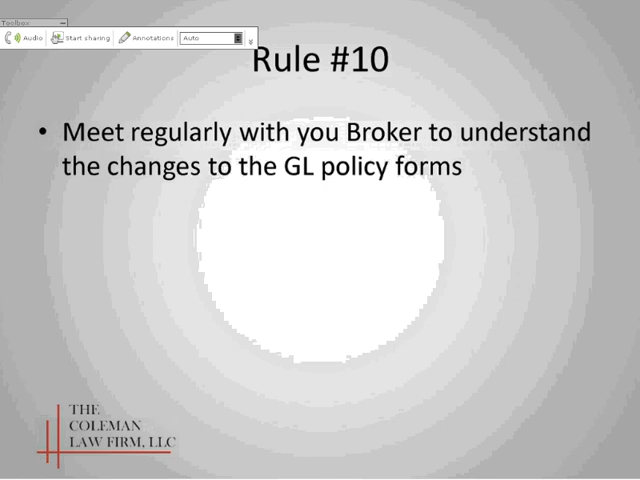 Toolbox
Audio Start sharing Annotations Auto
Rule #10
• Meet regularly with you Broker to understand
the changes to the GL policy forms
THE
COLEMAN
LAW FIRM, LLC